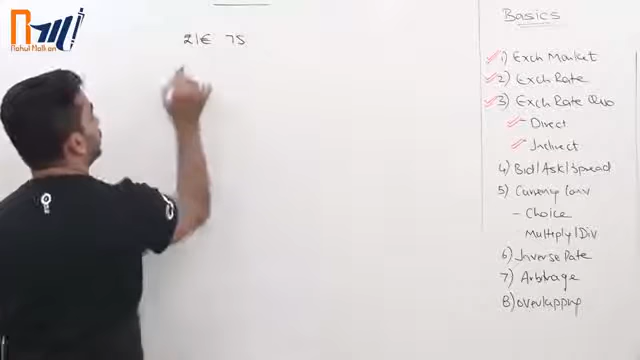 Nahul Malkan
₹/€ 75
Basics
1) Exch Market
2) Exch Rate
3) Exch Rate Quo
- Direct
- Indirect
4) Bid/Ask/Spread
5) Currency Conv
- Choice
Multiply/Div
6) Inverse Rate
7) Arbitrage
8) Overlapping